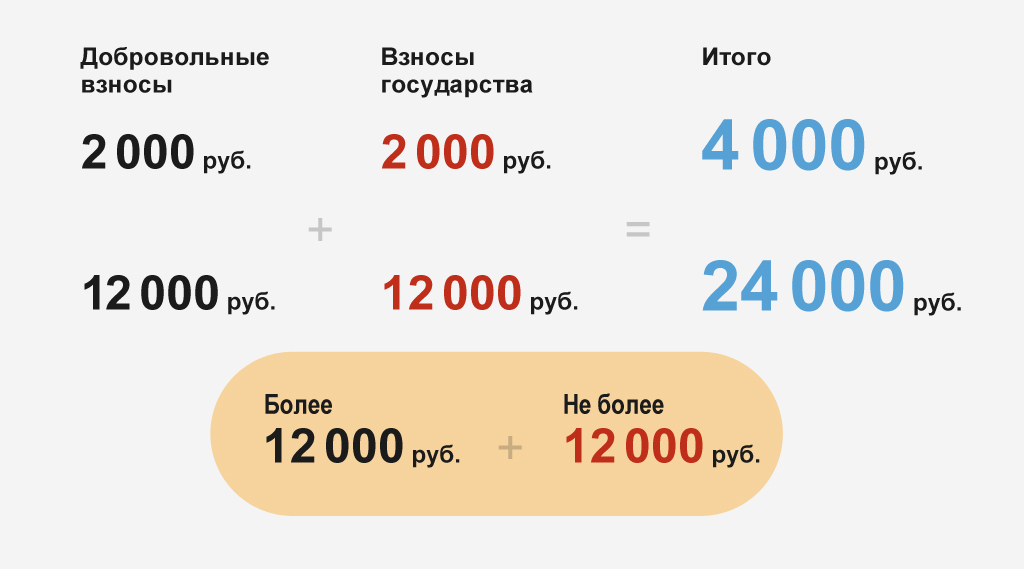 Добровольные
взносы
Взносы
государства
Итого
2 000 руб.
2 000 руб.
4 000 руб.
+
=
12 000 руб.
12 000 руб.
24 000 руб.
Более
12 000 руб.
+
Не более
12 000 руб.